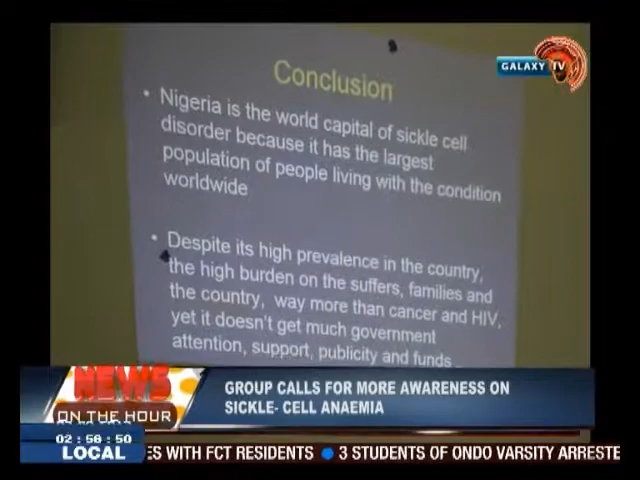 GALAXY TV
Conclusion
• Nigeria is the world capital of sickle cell
disorder because it has the largest
population of people living with the condition
worldwide
• Despite its high prevalence in the country,
the high burden on the suffers, families and
the country, way more than cancer and HIV,
yet it doesn't get much government
attention, support, publicity and funds
NEWS
ON THE HOUR
GROUP CALLS FOR MORE AWARENESS ON
SICKLE- CELL ANAEMIA
02:58:50
LOCAL
ES WITH FCT RESIDENTS ● 3 STUDENTS OF ONDO VARSITY ARRESTE